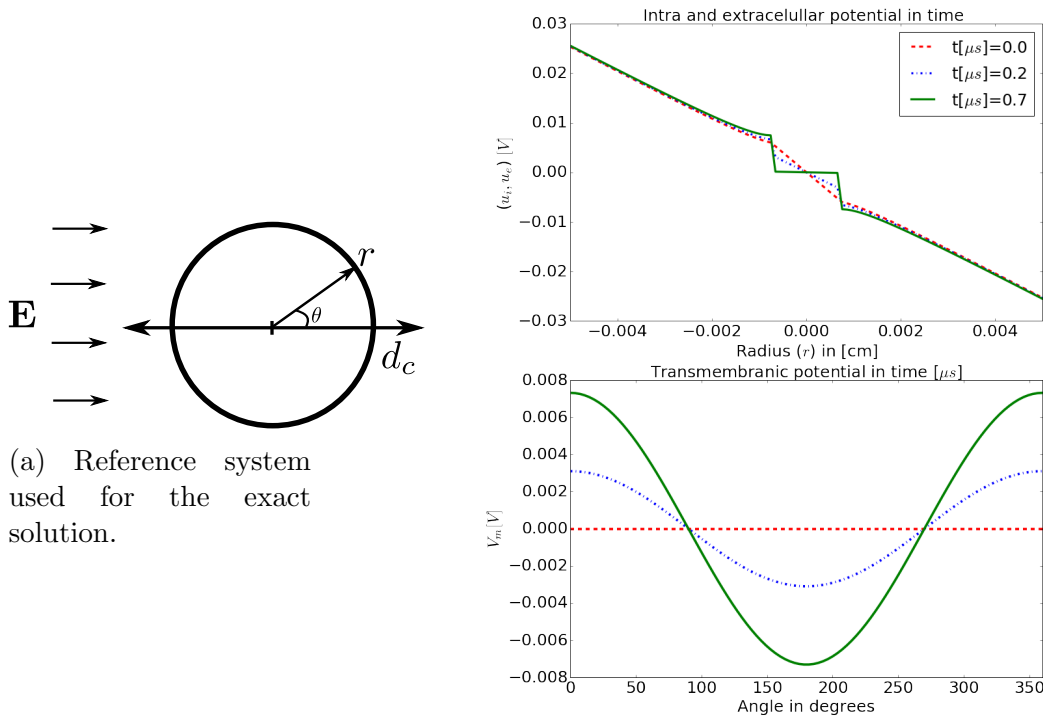 E
r
θ
d_c
(a) Reference system
used for the exact
solution.
Intra and extracelullar potential in time
0.03
0.02
0.01
0.00
−0.01
−0.02
−0.03
(u_i, u_e) [V]
t[μs]=0.0
t[μs]=0.2
t[μs]=0.7
−0.004 −0.002 0.000 0.002 0.004
Radius (r) in [cm]
Transmembranic potential in time [μs]
0.008
0.006
0.004
0.002
0.000
−0.002
−0.004
−0.006
−0.008
V_m[V]
0 50 100 150 200 250 300 350
Angle in degrees